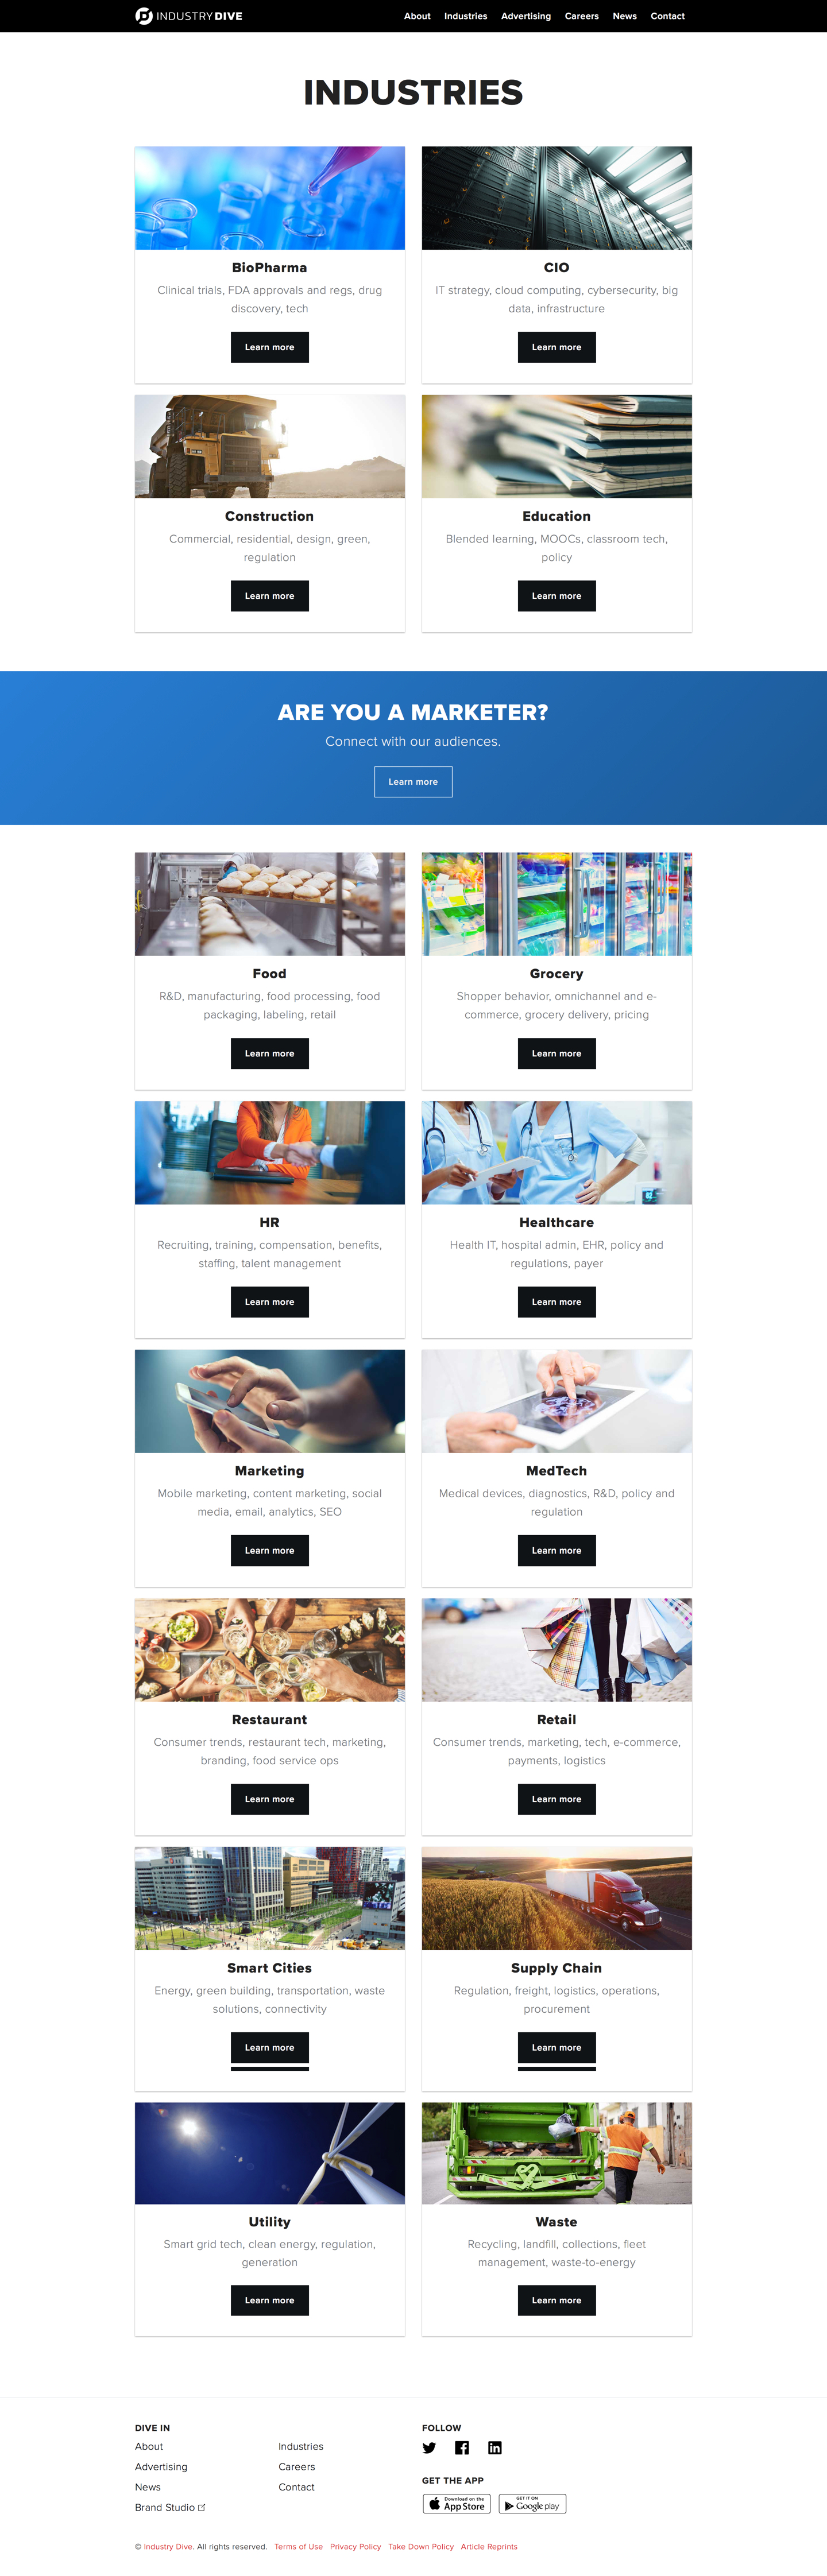 INDUSTRY DIVE
About Industries Advertising Careers News Contact
INDUSTRIES
BioPharma
Clinical trials, FDA approvals and regs, drug
discovery, tech
Learn more
CIO
IT strategy, cloud computing, cybersecurity, big
data, infrastructure
Learn more
Construction
Commercial, residential, design, green,
regulation
Learn more
Education
Blended learning, MOOCs, classroom tech,
policy
Learn more
ARE YOU A MARKETER?
Connect with our audiences.
Learn more
Food
R&D, manufacturing, food processing, food
packaging, labeling, retail
Learn more
Grocery
Shopper behavior, omnichannel and e-
commerce, grocery delivery, pricing
Learn more
HR
Recruiting, training, compensation, benefits,
staffing, talent management
Learn more
Healthcare
Health IT, hospital admin, EHR, policy and
regulations, payer
Learn more
Marketing
Mobile marketing, content marketing, social
media, email, analytics, SEO
Learn more
MedTech
Medical devices, diagnostics, R&D, policy and
regulation
Learn more
Restaurant
Consumer trends, restaurant tech, marketing,
branding, food service ops
Learn more
Retail
Consumer trends, marketing, tech, e-commerce,
payments, logistics
Learn more
Smart Cities
Energy, green building, transportation, waste
solutions, connectivity
Learn more
Supply Chain
Regulation, freight, logistics, operations,
procurement
Learn more
Utility
Smart grid tech, clean energy, regulation,
generation
Learn more
Waste
Recycling, landfill, collections, fleet
management, waste-to-energy
Learn more
DIVE IN
About
Advertising
News
Brand Studio
Industries
Careers
Contact
FOLLOW
GET THE APP
Download on the
App Store
GET IT ON
Google play
© Industry Dive. All rights reserved. Terms of Use Privacy Policy Take Down Policy Article Reprints